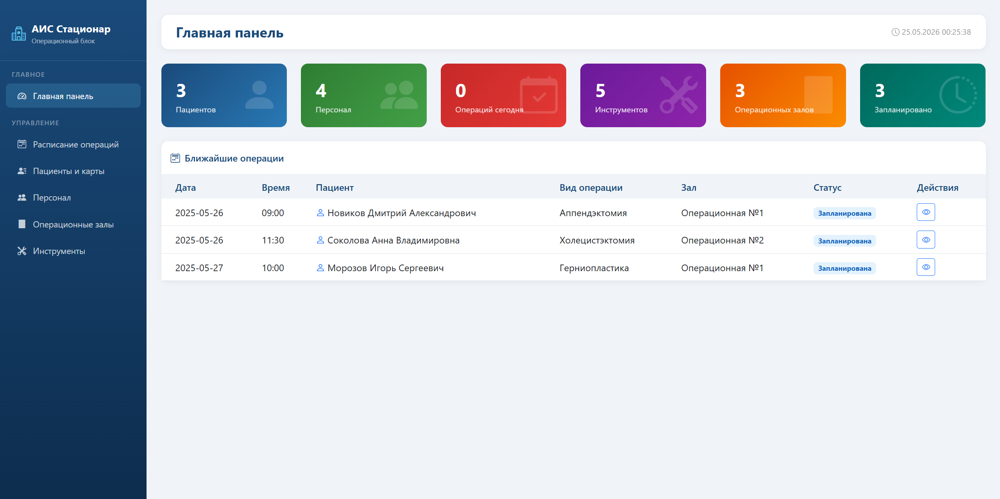 АИС Стационар
Операционный блок
ГЛАВНОЕ
Главная панель
УПРАВЛЕНИЕ
Расписание операций
Пациенты и карты
Персонал
Операционные залы
Инструменты
Главная панель
25.05.2026 00:25:38
3
Пациентов
4
Персонал
0
Операций сегодня
5
Инструментов
3
Операционных залов
3
Запланировано
Ближайшие операции
Дата Время Пациент Вид операции Зал Статус Действия
2025-05-26 09:00 Новиков Дмитрий Александрович Аппендэктомия Операционная №1 Запланирована
2025-05-26 11:30 Соколова Анна Владимировна Холецистэктомия Операционная №2 Запланирована
2025-05-27 10:00 Морозов Игорь Сергеевич Герниопластика Операционная №1 Запланирована